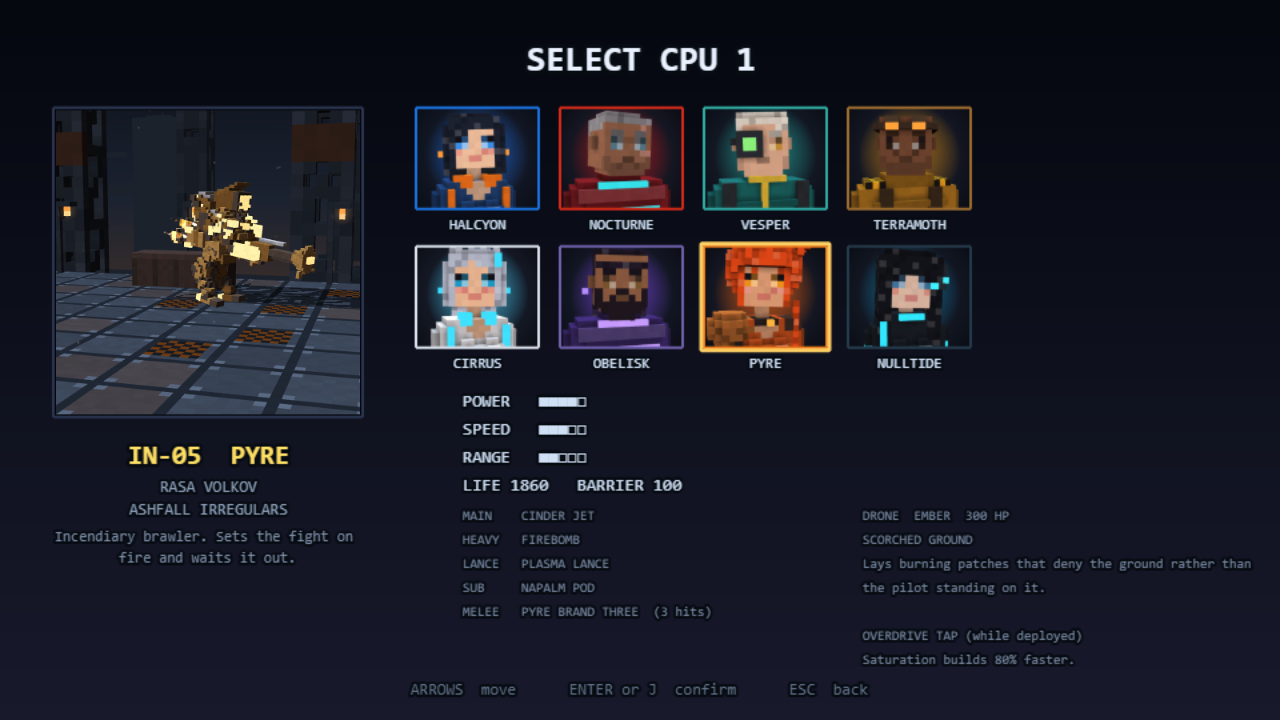 SELECT CPU 1
HALCYON
NOCTURNE
VESPER
TERRAMOTH
CIRRUS
OBELISK
PYRE
NULLTIDE
IN-05 PYRE
RASA VOLKOV
ASHFALL IRREGULARS
Incendiary brawler. Sets the fight on
fire and waits it out.
POWER
SPEED
RANGE
LIFE 1860 BARRIER 100
MAIN CINDER JET
HEAVY FIREBOMB
LANCE PLASMA LANCE
SUB NAPALM POD
MELEE PYRE BRAND THREE (3 hits)
DRONE EMBER 300 HP
SCORCHED GROUND
Lays burning patches that deny the ground rather than
the pilot standing on it.
OVERDRIVE TAP (while deployed)
Saturation builds 80% faster.
ARROWS move ENTER or J confirm ESC back